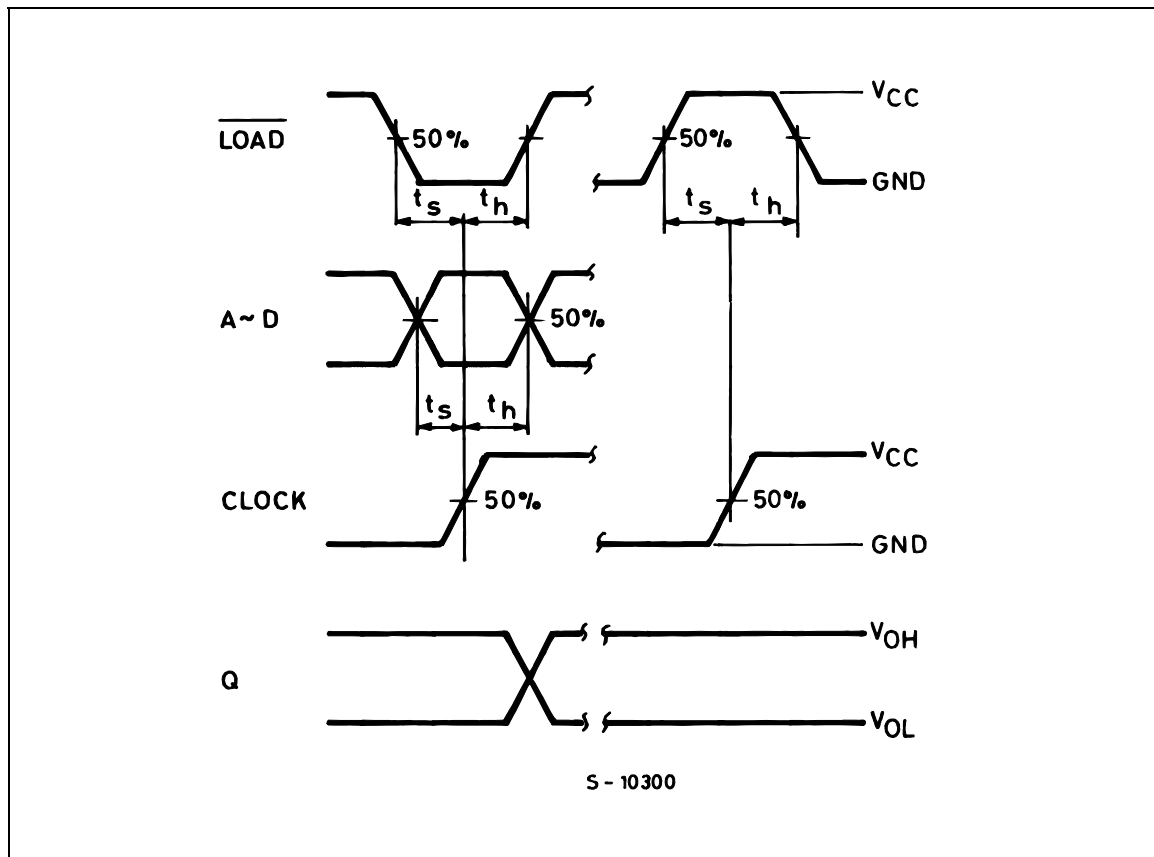 VCC
LOAD
50%
50%
GND
ts
th
ts
th
A~D
50%
ts
th
VCC
CLOCK
50%
50%
GND
VOH
Q
VOL
S-10300